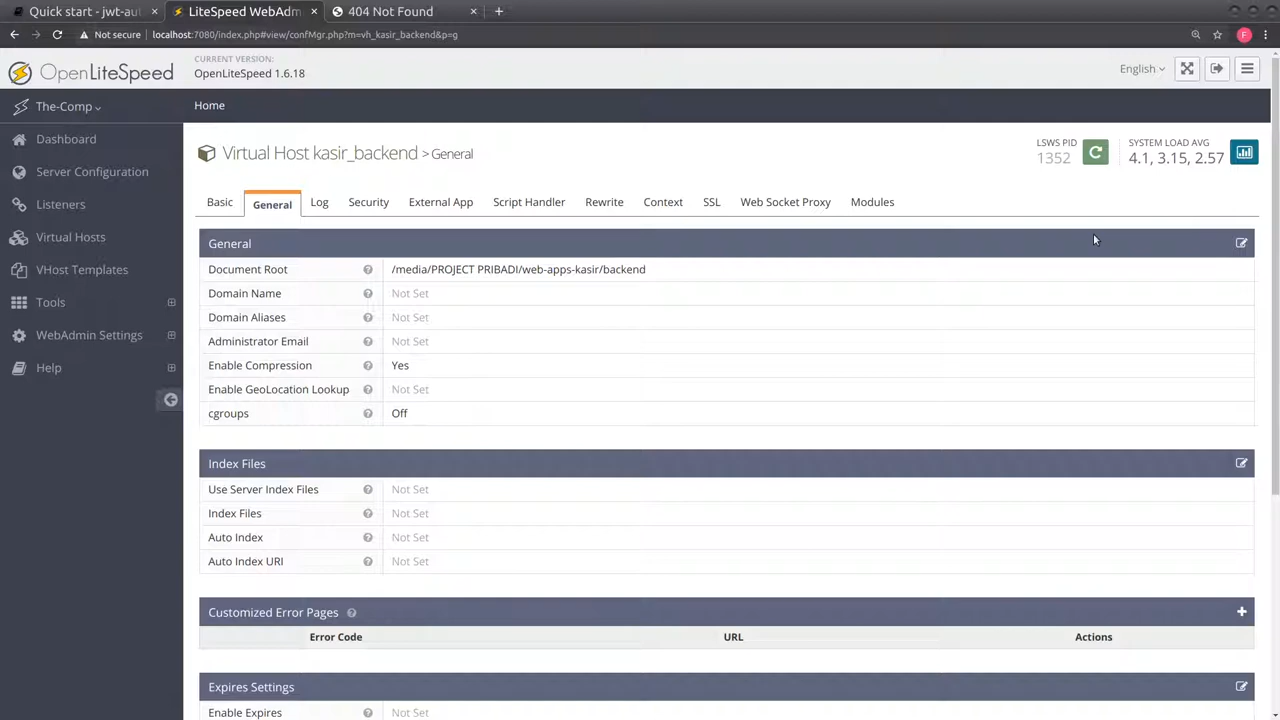 Quick start - jwt-aut
LiteSpeed WebAdm
404 Not Found
Not secure
localhost:7080/index.php#view/confMgr.php?m=vh_kasir_backend&p=g
F
OpenLiteSpeed
CURRENT VERSION:
OpenLiteSpeed 1.6.18
English
The-Comp
Home
Dashboard
Server Configuration
Listeners
Virtual Hosts
VHost Templates
Tools
WebAdmin Settings
Help
Virtual Host kasir_backend > General
LSWS PID
1352
SYSTEM LOAD AVG
4.1, 3.15, 2.57
Basic General Log Security External App Script Handler Rewrite Context SSL Web Socket Proxy Modules
General
Document Root /media/PROJECT PRIBADI/web-apps-kasir/backend
Domain Name Not Set
Domain Aliases Not Set
Administrator Email Not Set
Enable Compression Yes
Enable GeoLocation Lookup Not Set
cgroups Off
Index Files
Use Server Index Files Not Set
Index Files Not Set
Auto Index Not Set
Auto Index URI Not Set
Customized Error Pages
Error Code URL Actions
Expires Settings
Enable Expires Not Set